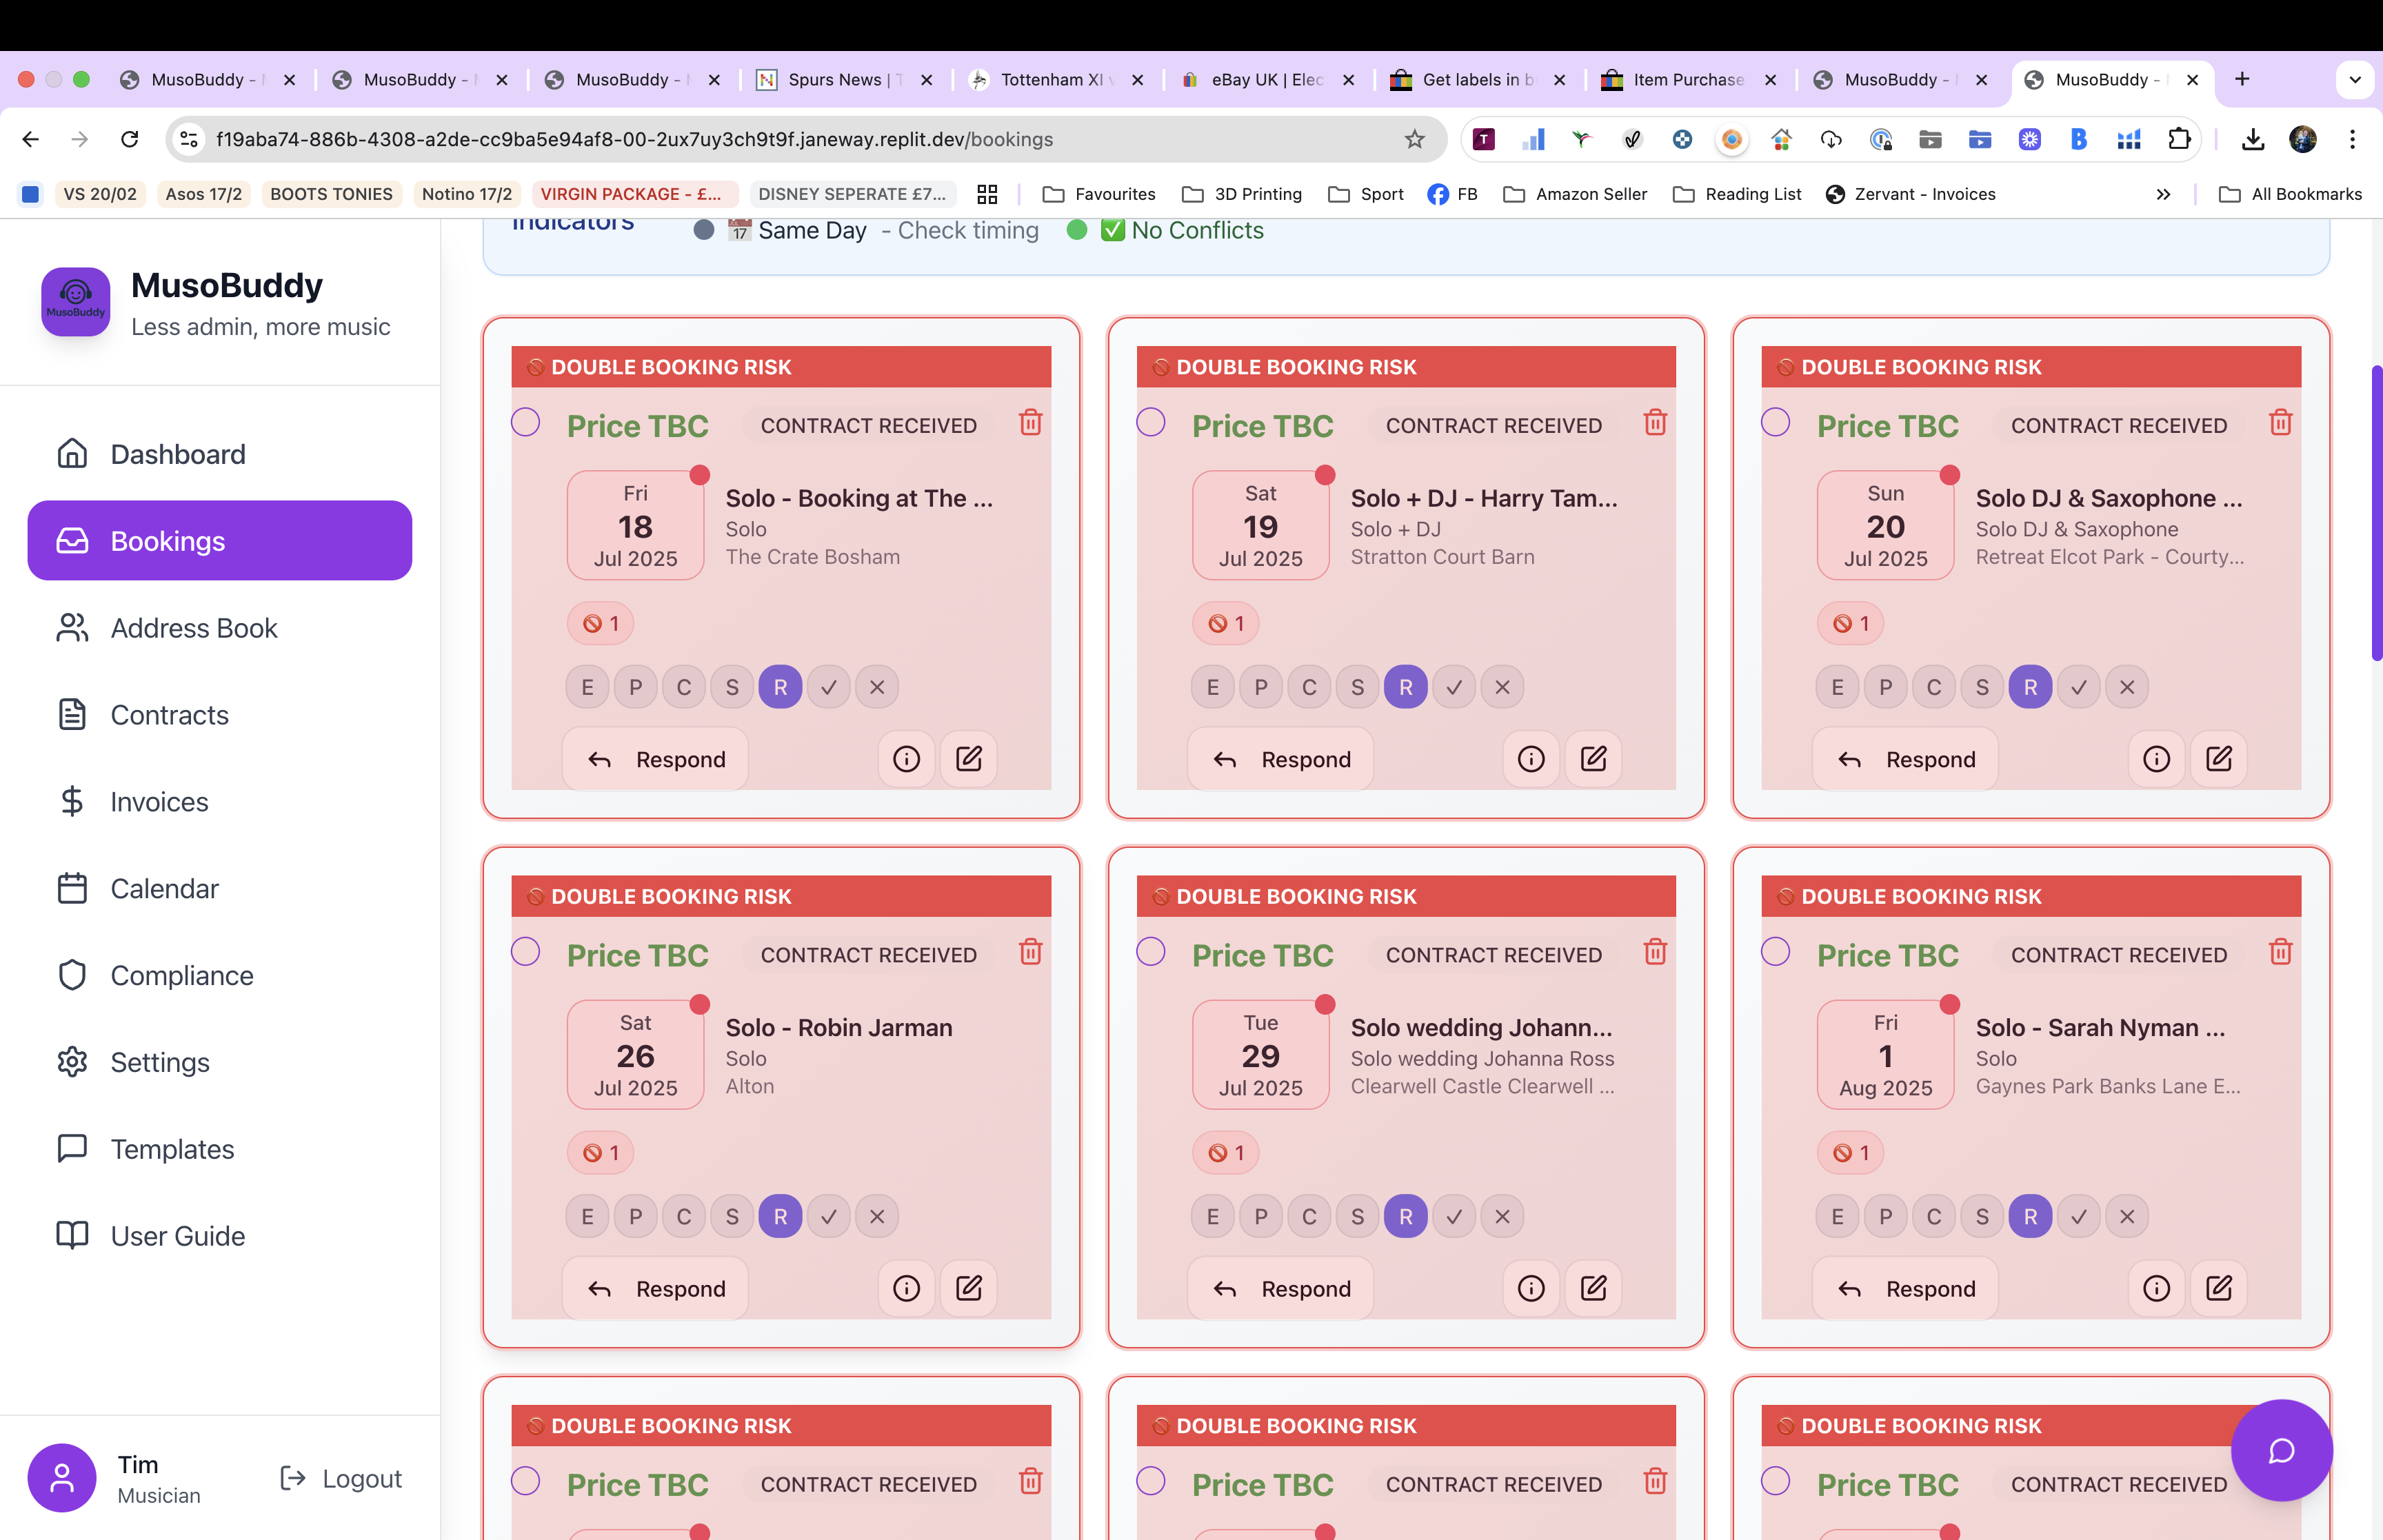 MusoBuddy -
MusoBuddy -
MusoBuddy -
Spurs News |
Tottenham XI
eBay UK | Elec
Get labels in b
Item Purchase
MusoBuddy -
MusoBuddy -
f19aba74-886b-4308-a2de-cc9ba5e94af8-00-2ux7uy3ch9t9f.janeway.replit.dev/bookings
VS 20/02
Asos 17/2
BOOTS TONIES
Notino 17/2
VIRGIN PACKAGE - £...
DISNEY SEPERATE £7...
Favourites
3D Printing
Sport
FB
Amazon Seller
Reading List
Zervant - Invoices
»
All Bookmarks
MusoBuddy
MusoBuddy
Less admin, more music
Dashboard
Bookings
Address Book
Contracts
Invoices
Calendar
Compliance
Settings
Templates
User Guide
Tim
Musician
Logout
Indicators
17 Same Day - Check timing
No Conflicts
DOUBLE BOOKING RISK
Price TBC
CONTRACT RECEIVED
Fri
18
Jul 2025
Solo - Booking at The ...
Solo
The Crate Bosham
1
E P C S R ✓ ✕
Respond
DOUBLE BOOKING RISK
Price TBC
CONTRACT RECEIVED
Sat
19
Jul 2025
Solo + DJ - Harry Tam...
Solo + DJ
Stratton Court Barn
1
E P C S R ✓ ✕
Respond
DOUBLE BOOKING RISK
Price TBC
CONTRACT RECEIVED
Sun
20
Jul 2025
Solo DJ & Saxophone ...
Solo DJ & Saxophone
Retreat Elcot Park - Courty...
1
E P C S R ✓ ✕
Respond
DOUBLE BOOKING RISK
Price TBC
CONTRACT RECEIVED
Sat
26
Jul 2025
Solo - Robin Jarman
Solo
Alton
1
E P C S R ✓ ✕
Respond
DOUBLE BOOKING RISK
Price TBC
CONTRACT RECEIVED
Tue
29
Jul 2025
Solo wedding Johann...
Solo wedding Johanna Ross
Clearwell Castle Clearwell ...
1
E P C S R ✓ ✕
Respond
DOUBLE BOOKING RISK
Price TBC
CONTRACT RECEIVED
Fri
1
Aug 2025
Solo - Sarah Nyman ...
Solo
Gaynes Park Banks Lane E...
1
E P C S R ✓ ✕
Respond
DOUBLE BOOKING RISK
Price TBC
CONTRACT RECEIVED
DOUBLE BOOKING RISK
Price TBC
CONTRACT RECEIVED
DOUBLE BOOKING RISK
Price TBC
CONTRACT RECEIVED